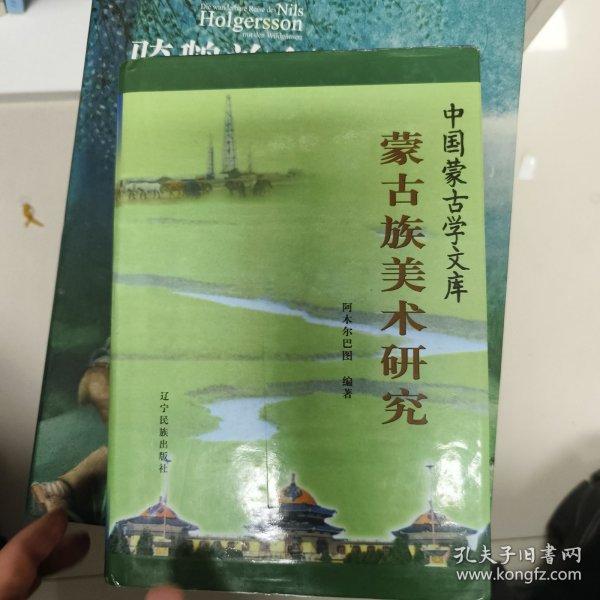 Die wunderbare Reise des Nils
Holgersson
mit den Wildgänsen
中国蒙古学文库
蒙古族美术研究
阿木尔巴图 编著
辽宁民族出版社
孔夫子旧书网
www.kongfz.com